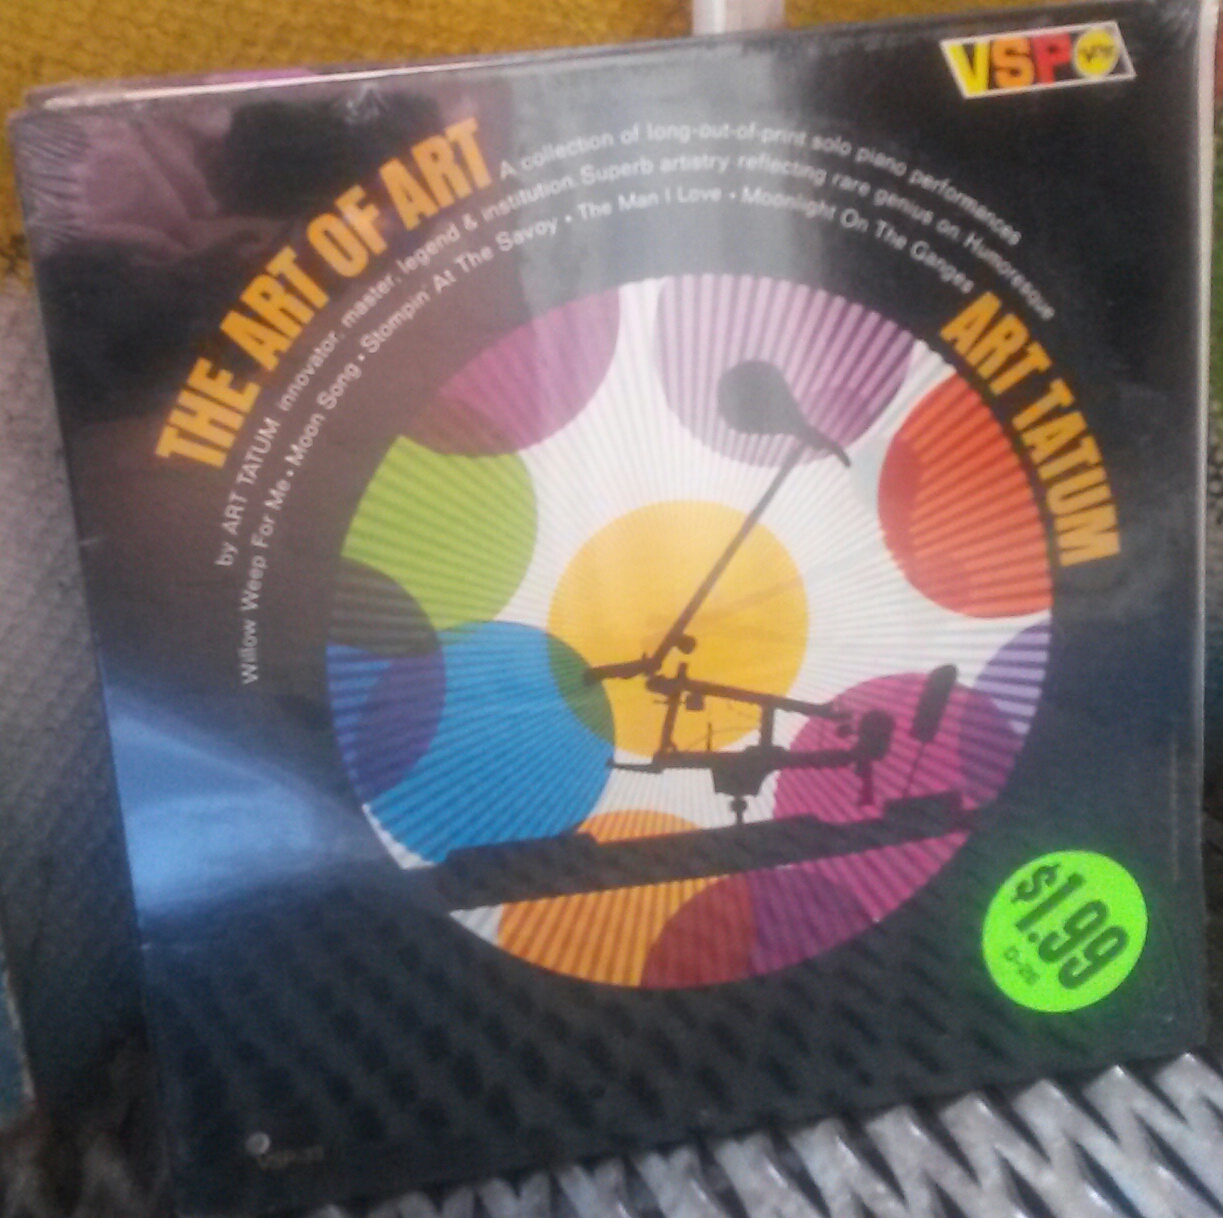 VSP
THE ART OF ART
A collection of long-out-of-print solo piano performances
by ART TATUM innovator, master, legend & institution. Superb artistry reflecting rare genius on Humoresque
Willow Weep For Me • Moon Song • Stompin' At The Savoy • The Man I Love • Moonlight On The Ganges
ART TATUM
$1.99